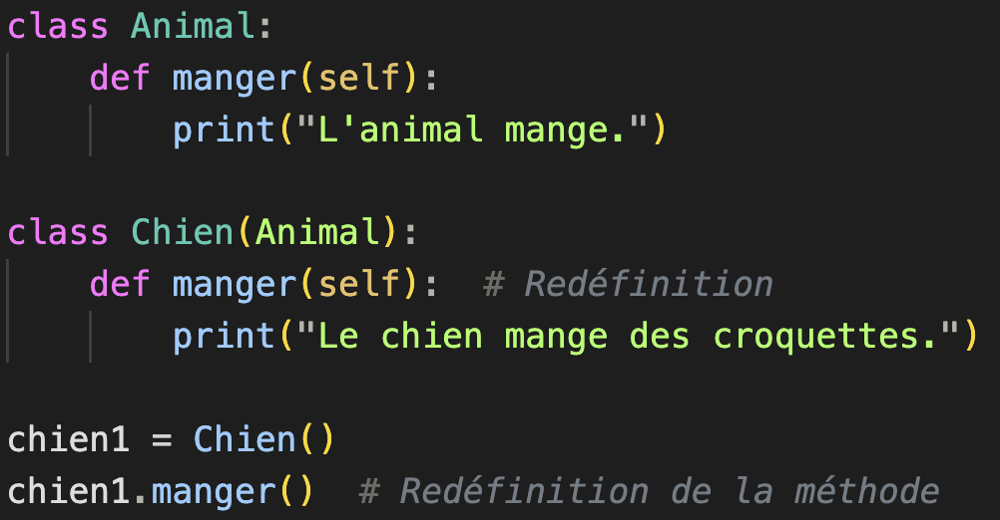 class Animal:
    def manger(self):
        print("L'animal mange.")

class Chien(Animal):
    def manger(self):  # Redéfinition
        print("Le chien mange des croquettes.")

chien1 = Chien()
chien1.manger()  # Redéfinition de la méthode